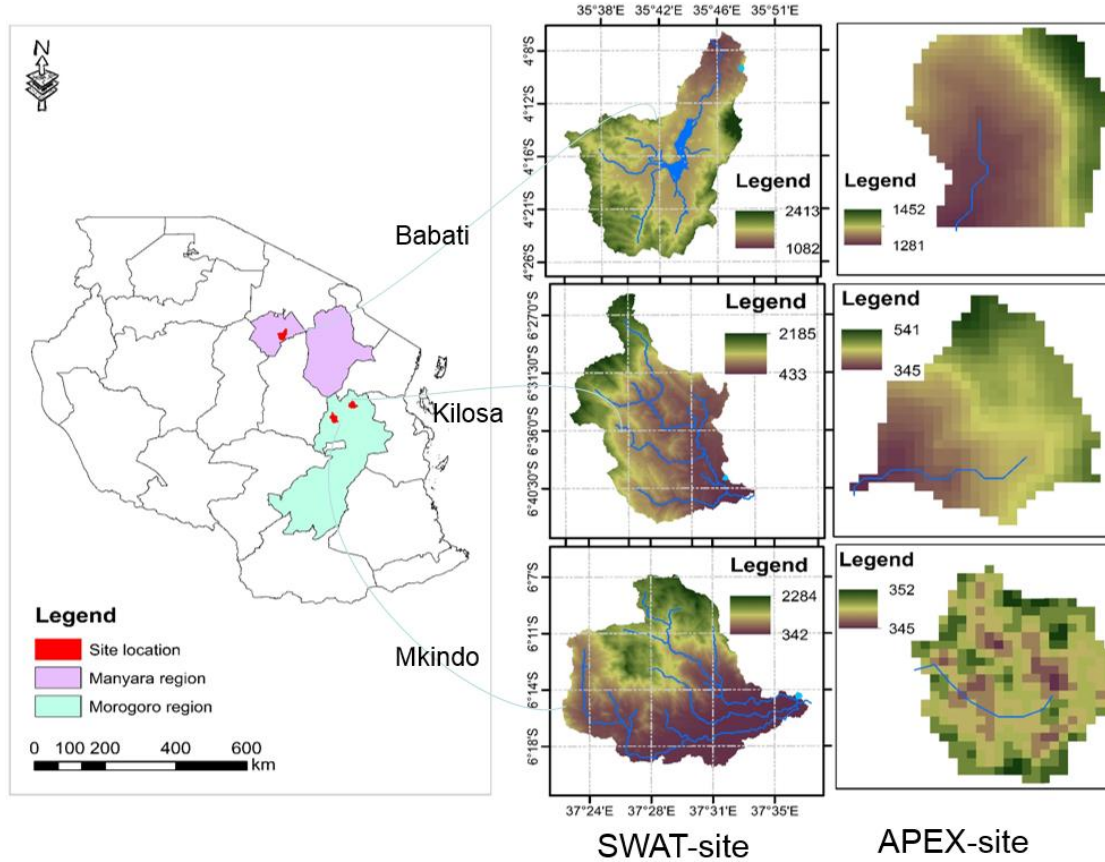 N
Babati
Kilosa
Mkindo
Legend
Site location
Manyara region
Morogoro region
0 100 200 400 600
km
35°38'E 35°42'E 35°46'E 35°51'E
4°8'S
4°12'S
4°16'S
4°21'S
4°26'S
Legend
2413
1082
Legend
1452
1281
6°27'0"S
6°31'30"S
6°36'0"S
6°40'30"S
Legend
2185
433
Legend
541
345
6°7'S
6°11'S
6°14'S
6°18'S
Legend
2284
342
37°24'E 37°28'E 37°31'E 37°35'E
Legend
352
345
SWAT-site
APEX-site